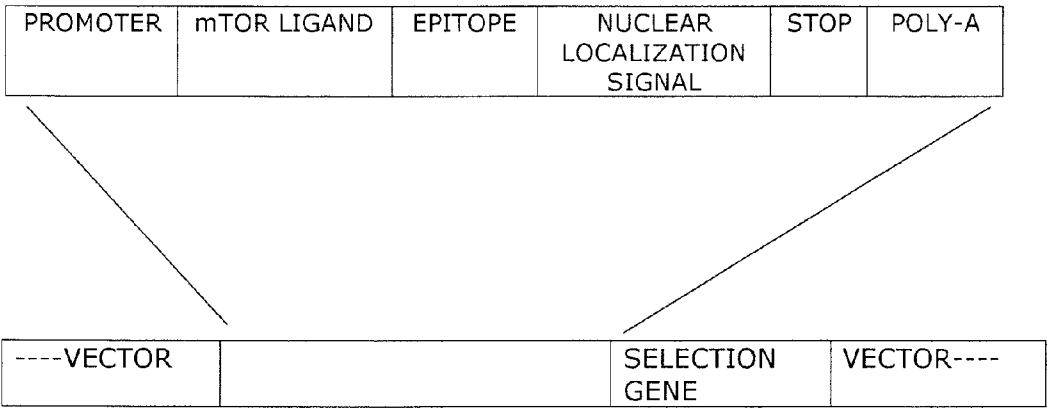 PROMOTER mTOR LIGAND EPITOPE NUCLEAR LOCALIZATION SIGNAL STOP POLY-A
----VECTOR SELECTION GENE VECTOR----